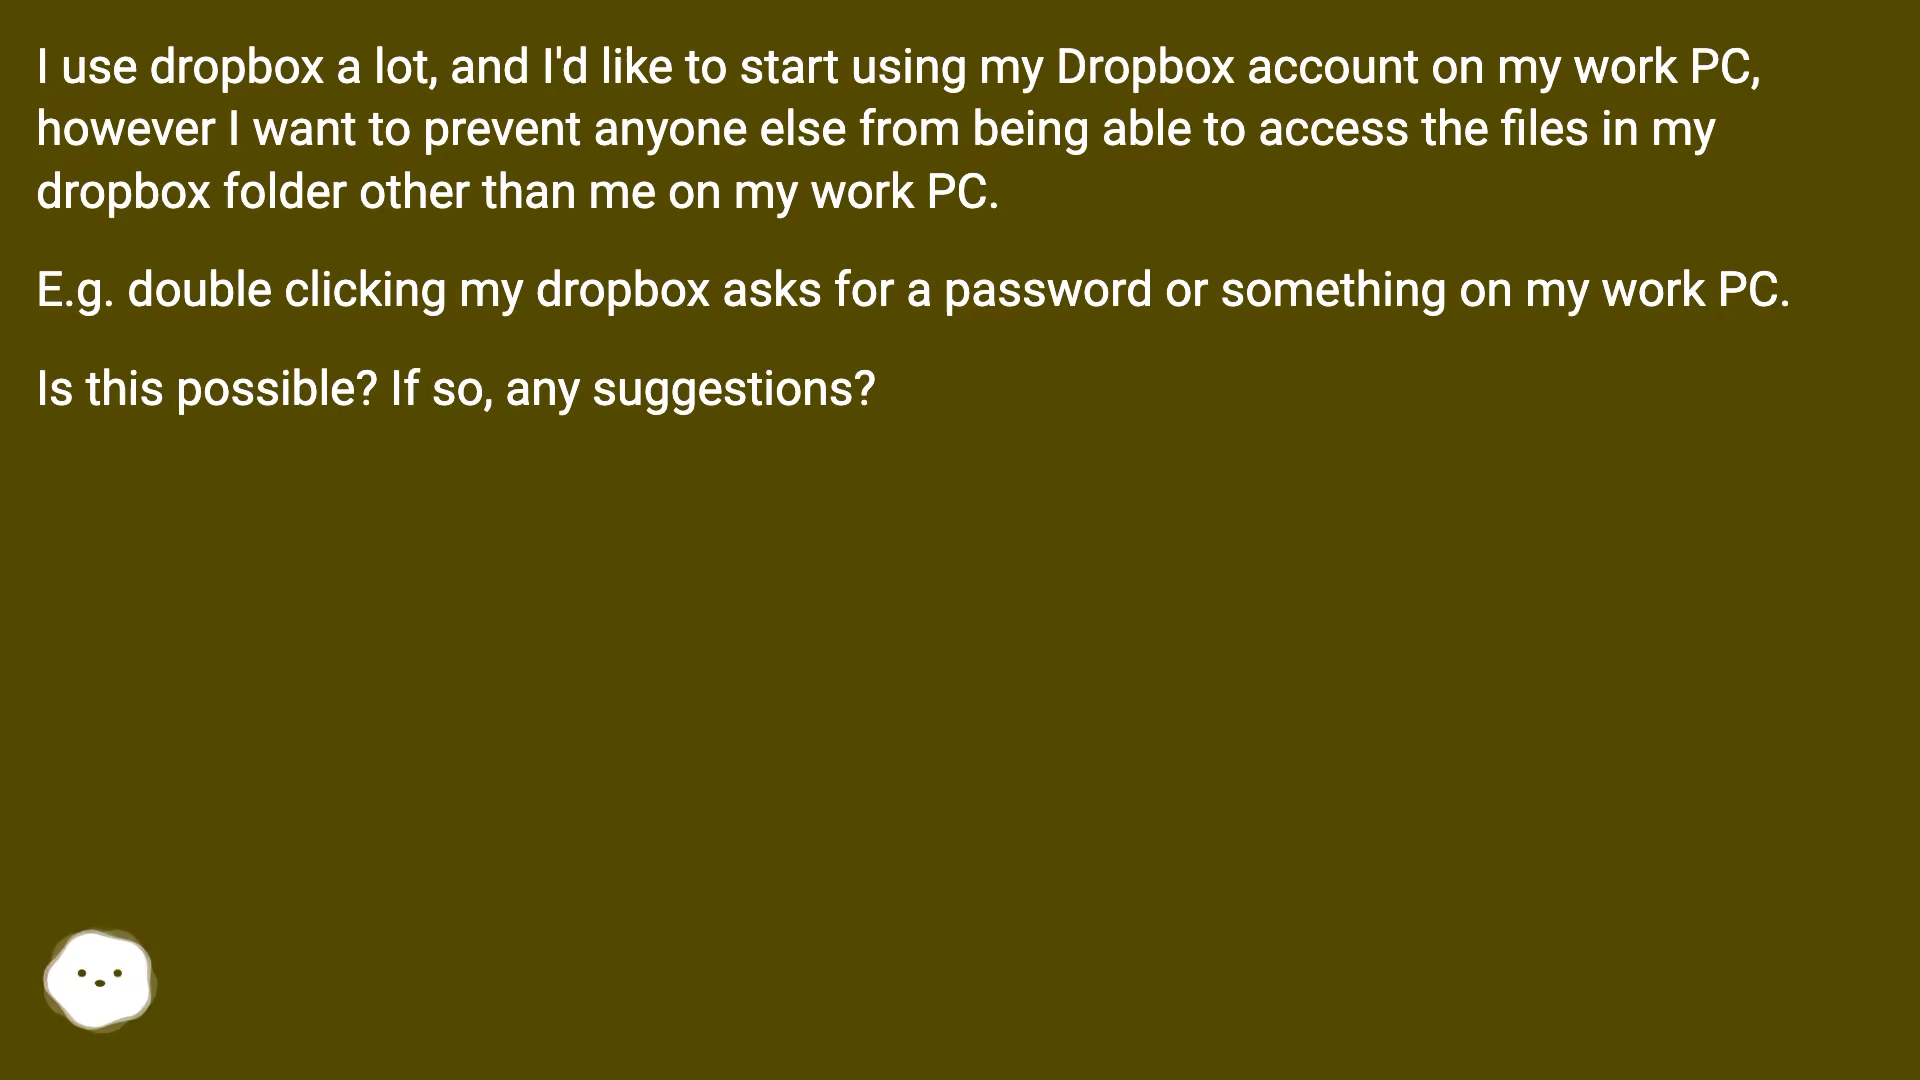 I use dropbox a lot, and I'd like to start using my Dropbox account on my work PC,
however I want to prevent anyone else from being able to access the files in my
dropbox folder other than me on my work PC.
E.g. double clicking my dropbox asks for a password or something on my work PC.
Is this possible? If so, any suggestions?